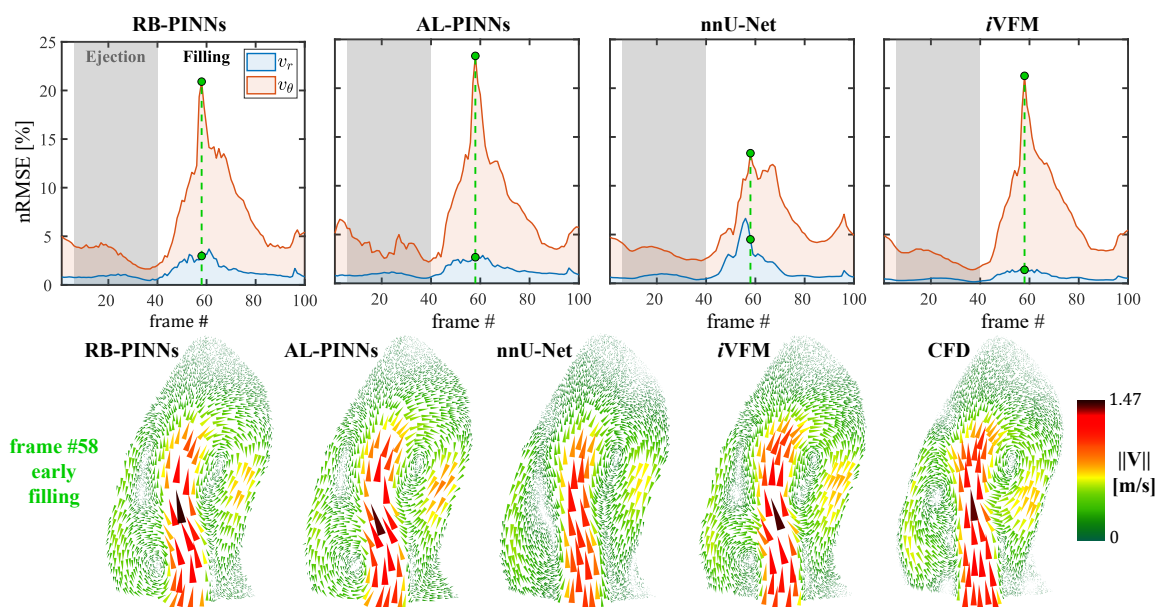 RB-PINNs AL-PINNs nnU-Net iVFM
25
20
15
10
5
0
nRMSE [%]
Ejection Filling
v_r
v_θ
20 40 60 80 100
20 40 60 80 100
20 40 60 80 100
20 40 60 80 100
frame # frame # frame # frame #
RB-PINNs AL-PINNs nnU-Net iVFM CFD
frame #58
early
filling
1.47
||V||
[m/s]
0